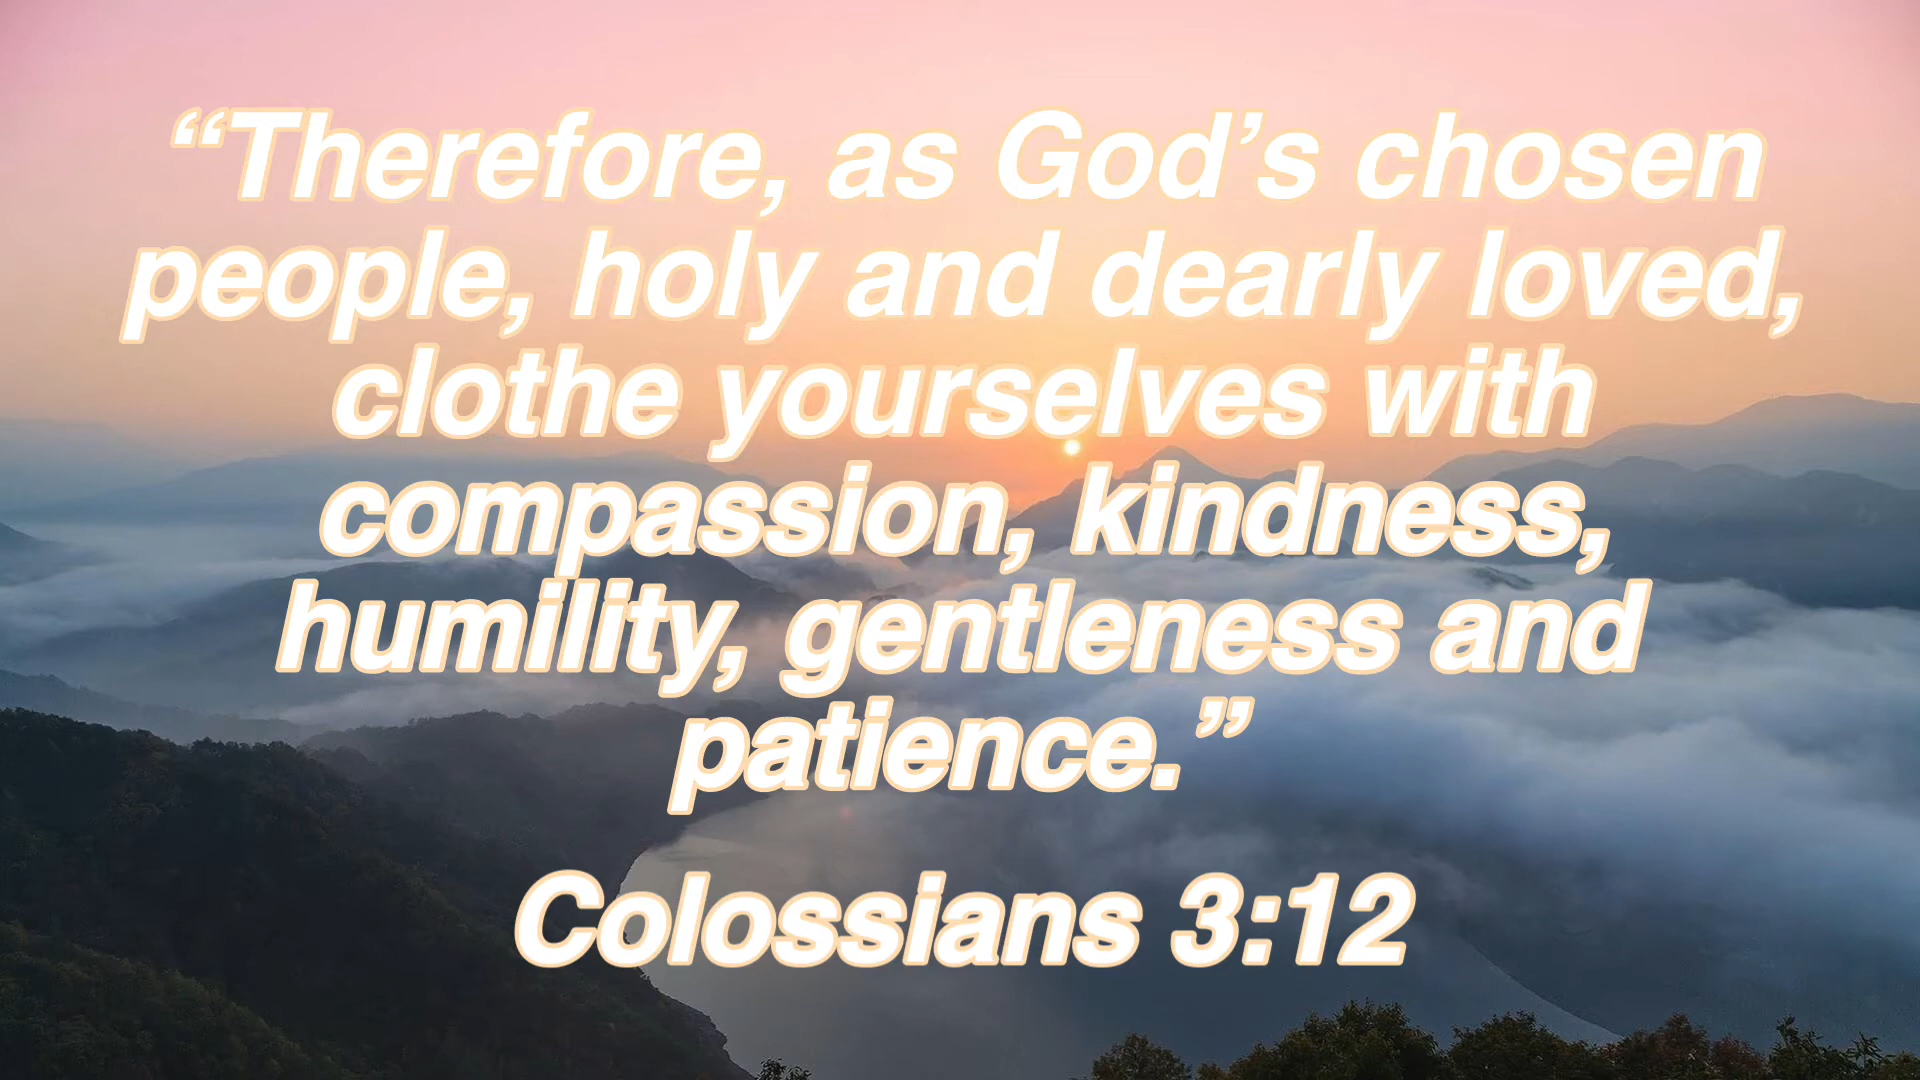 “Therefore, as God’s chosen
people, holy and dearly loved,
clothe yourselves with
compassion, kindness,
humility, gentleness and
patience.”
Colossians 3:12